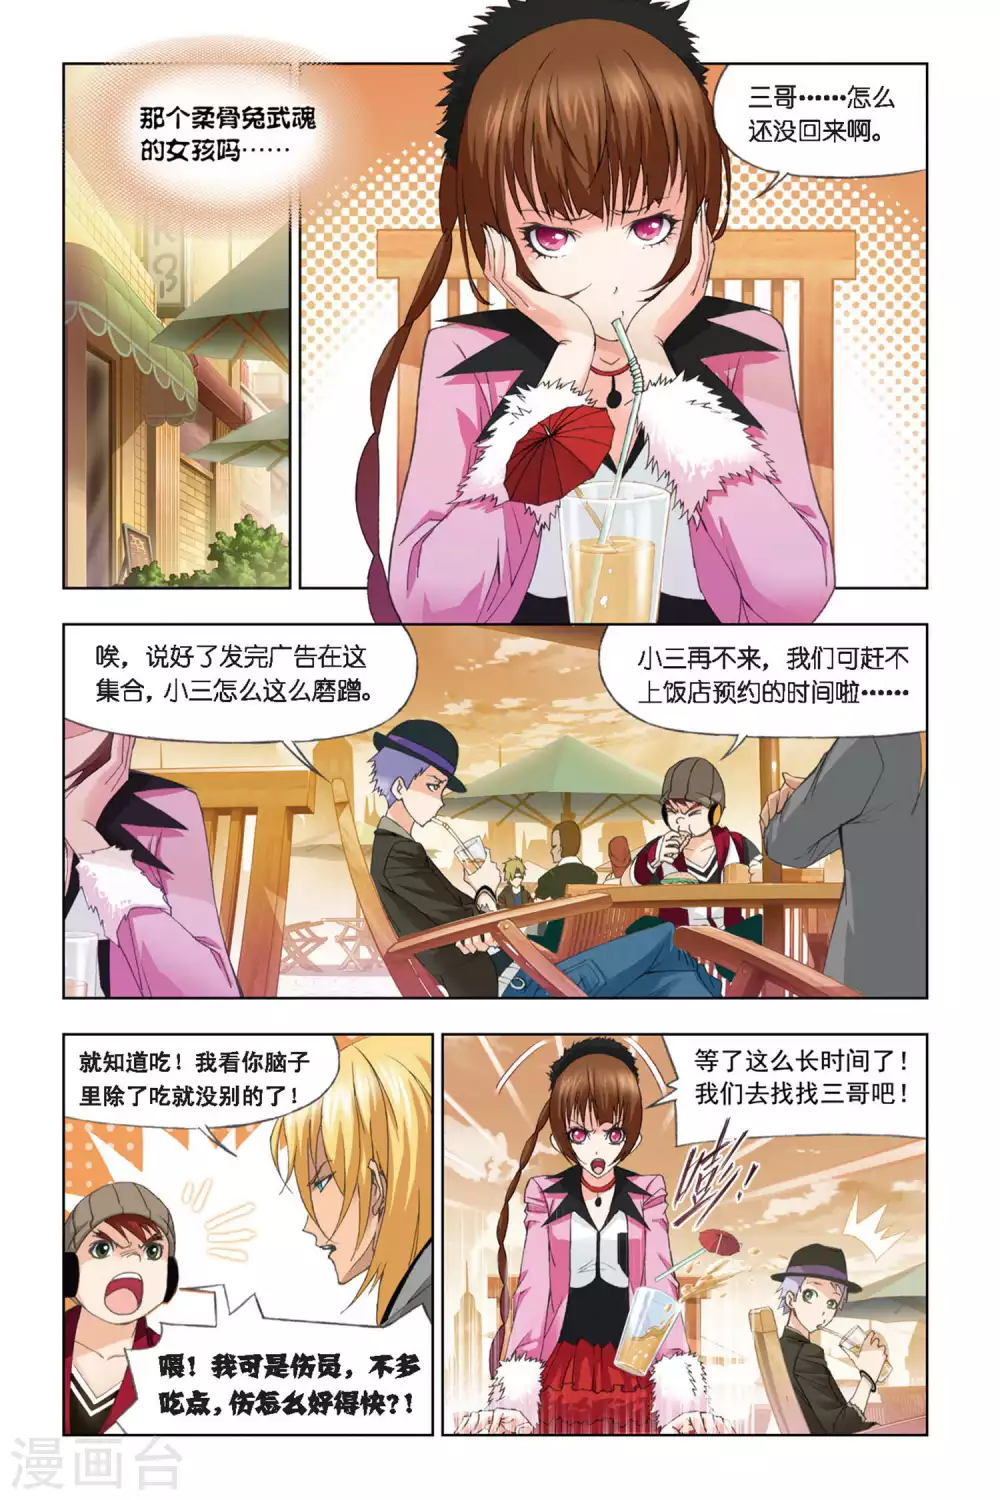 那个柔骨兔武魂
的女孩吗……
三哥……怎么
还没回来啊。
唉，说好了发完广告在这
集合，小三怎么这么磨蹭。
小三再不来，我们可赶不
上饭店预约的时间啦……
就知道吃！我看你脑子
里除了吃就没别的了！
喂！我可是伤员，不多
吃点，伤怎么好得快？！
等了这么长时间了！
我们去找找三哥吧！
嘭！
漫画台